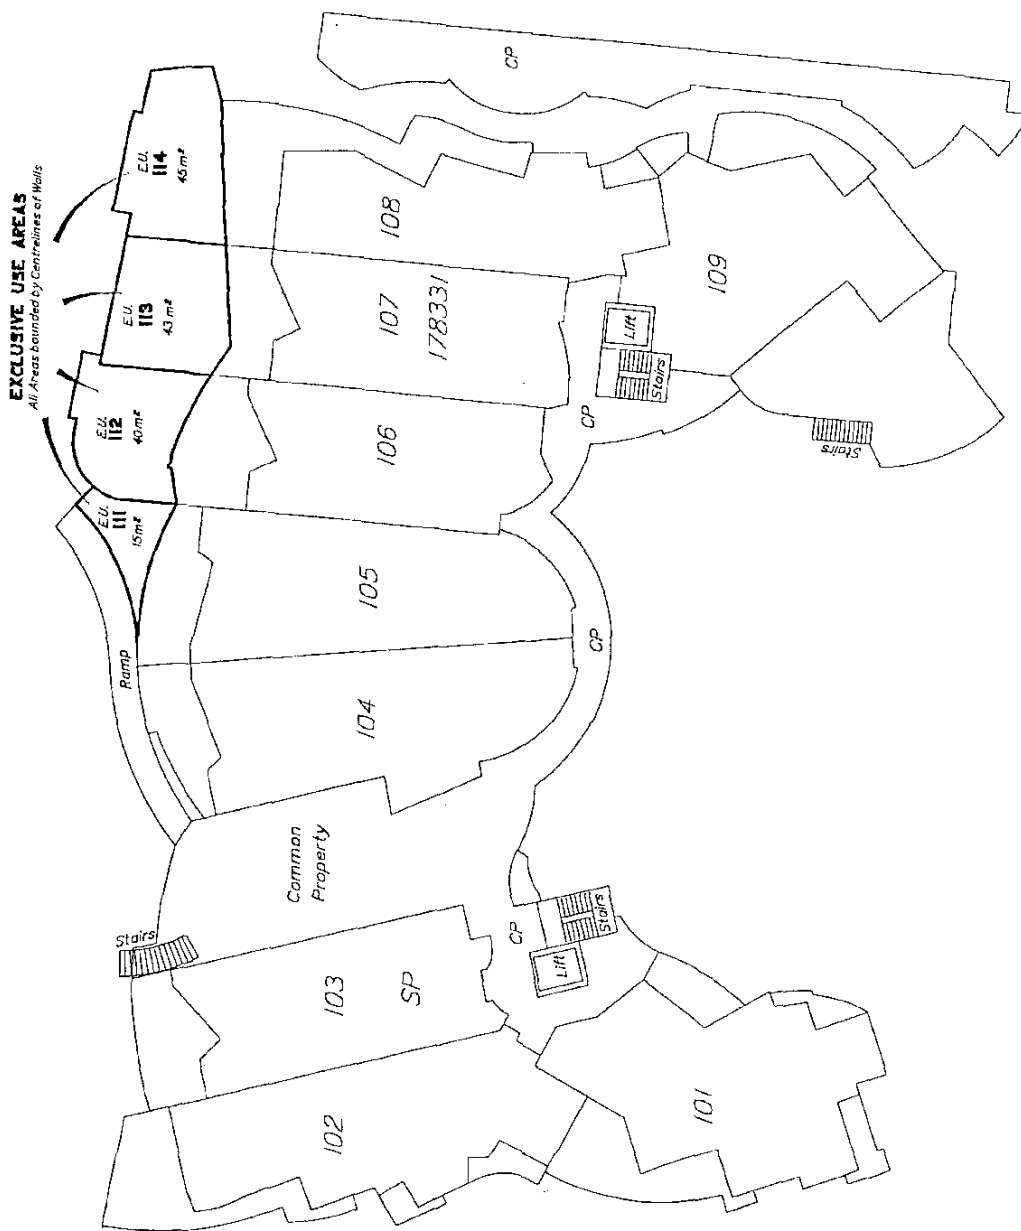 EXCLUSIVE USE AREAS
All Areas bounded by Centrelines of Walls
E.U.
111
15m²
E.U.
112
40m²
E.U.
113
43 m²
E.U.
114
45m²
CP
108
107
178331
109
Lift
Stairs
CP
Stairs
106
105
CP
Ramp
104
Common
Property
Stairs
103
SP
CP
Stairs
Lift
102
101